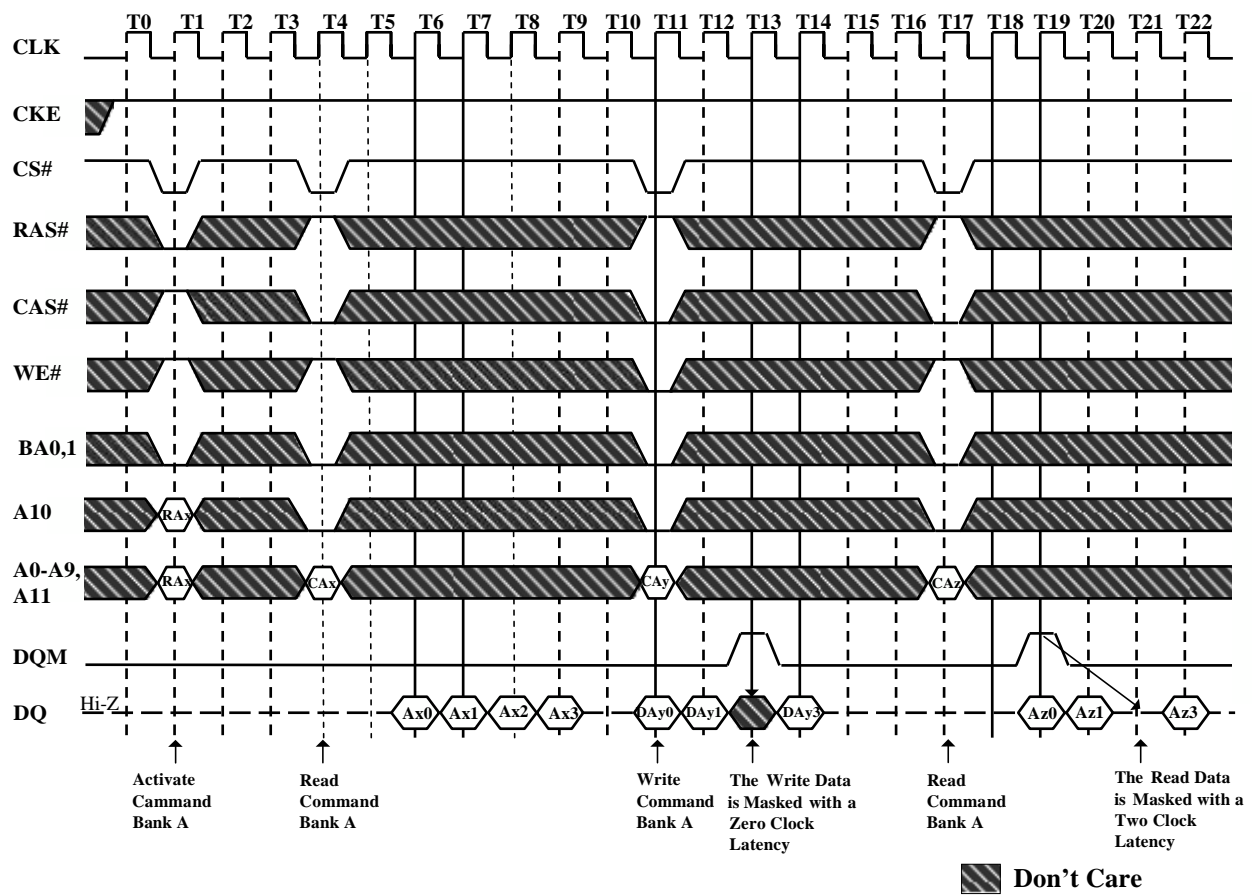 T0 T1 T2 T3 T4 T5 T6 T7 T8 T9 T10 T11 T12 T13 T14 T15 T16 T17 T18 T19 T20 T21 T22
CLK
CKE
CS#
RAS#
CAS#
WE#
BA0,1
A10
RAx
A0-A9,
A11
RAx CAx CAy CAz
DQM
DQ
Hi-Z
Ax0 Ax1 Ax2 Ax3 DAy0 DAy1 DAy3 Az0 Az1 Az3
Activate
Cammand
Bank A
Read
Command
Bank A
Write
Command
Bank A
The Write Data
is Masked with a
Zero Clock
Latency
Read
Command
Bank A
The Read Data
is Masked with a
Two Clock
Latency
Don't Care